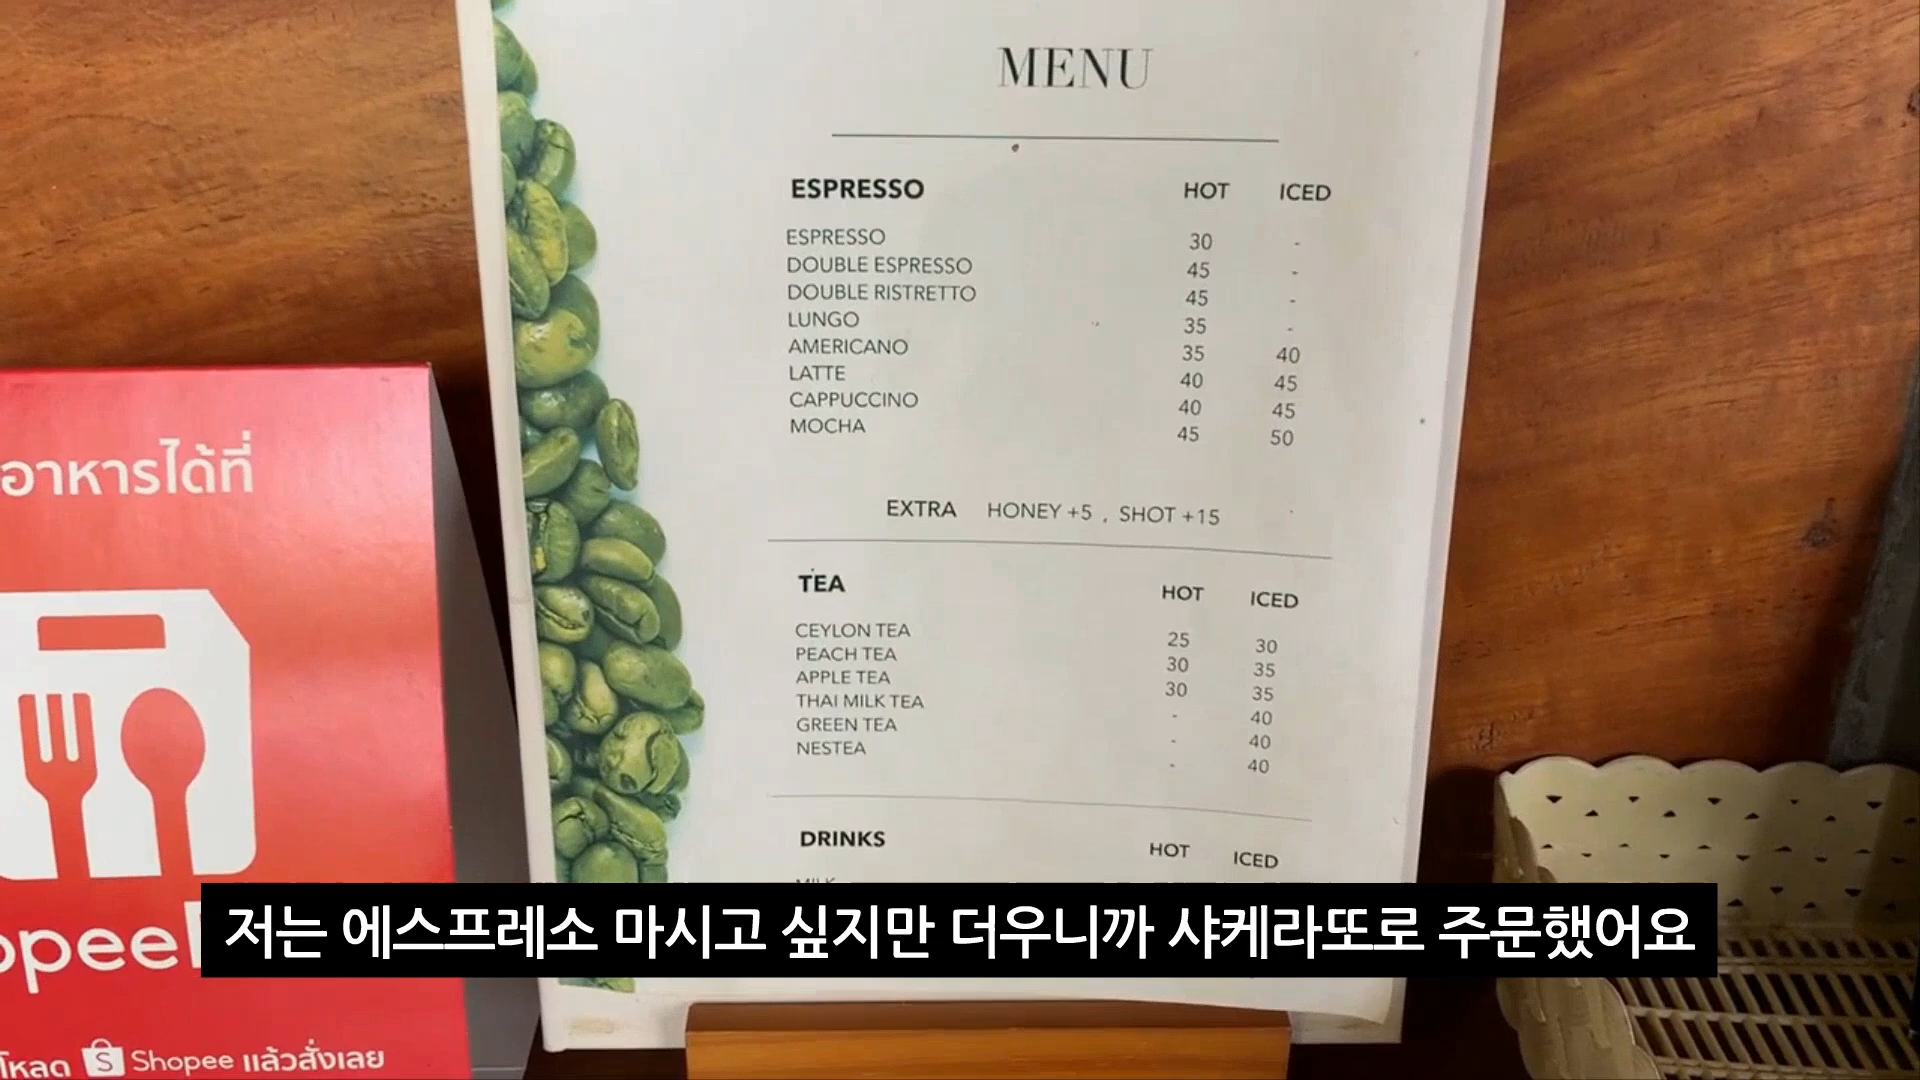 MENU
ESPRESSO HOT ICED
ESPRESSO 30 -
DOUBLE ESPRESSO 45 -
DOUBLE RISTRETTO 45 -
LUNGO 35 -
AMERICANO 35 40
LATTE 40 45
CAPPUCCINO 40 45
MOCHA 45 50
EXTRA HONEY +5 , SHOT +15
TEA HOT ICED
CEYLON TEA 25 30
PEACH TEA 30 35
APPLE TEA 30 35
THAI MILK TEA - 40
GREEN TEA - 40
NESTEA - 40
DRINKS HOT ICED
อาหารได้ที่
opee
โหลด Shopee แล้วสั่งเลย
저는 에스프레소 마시고 싶지만 더우니까 샤케라또로 주문했어요